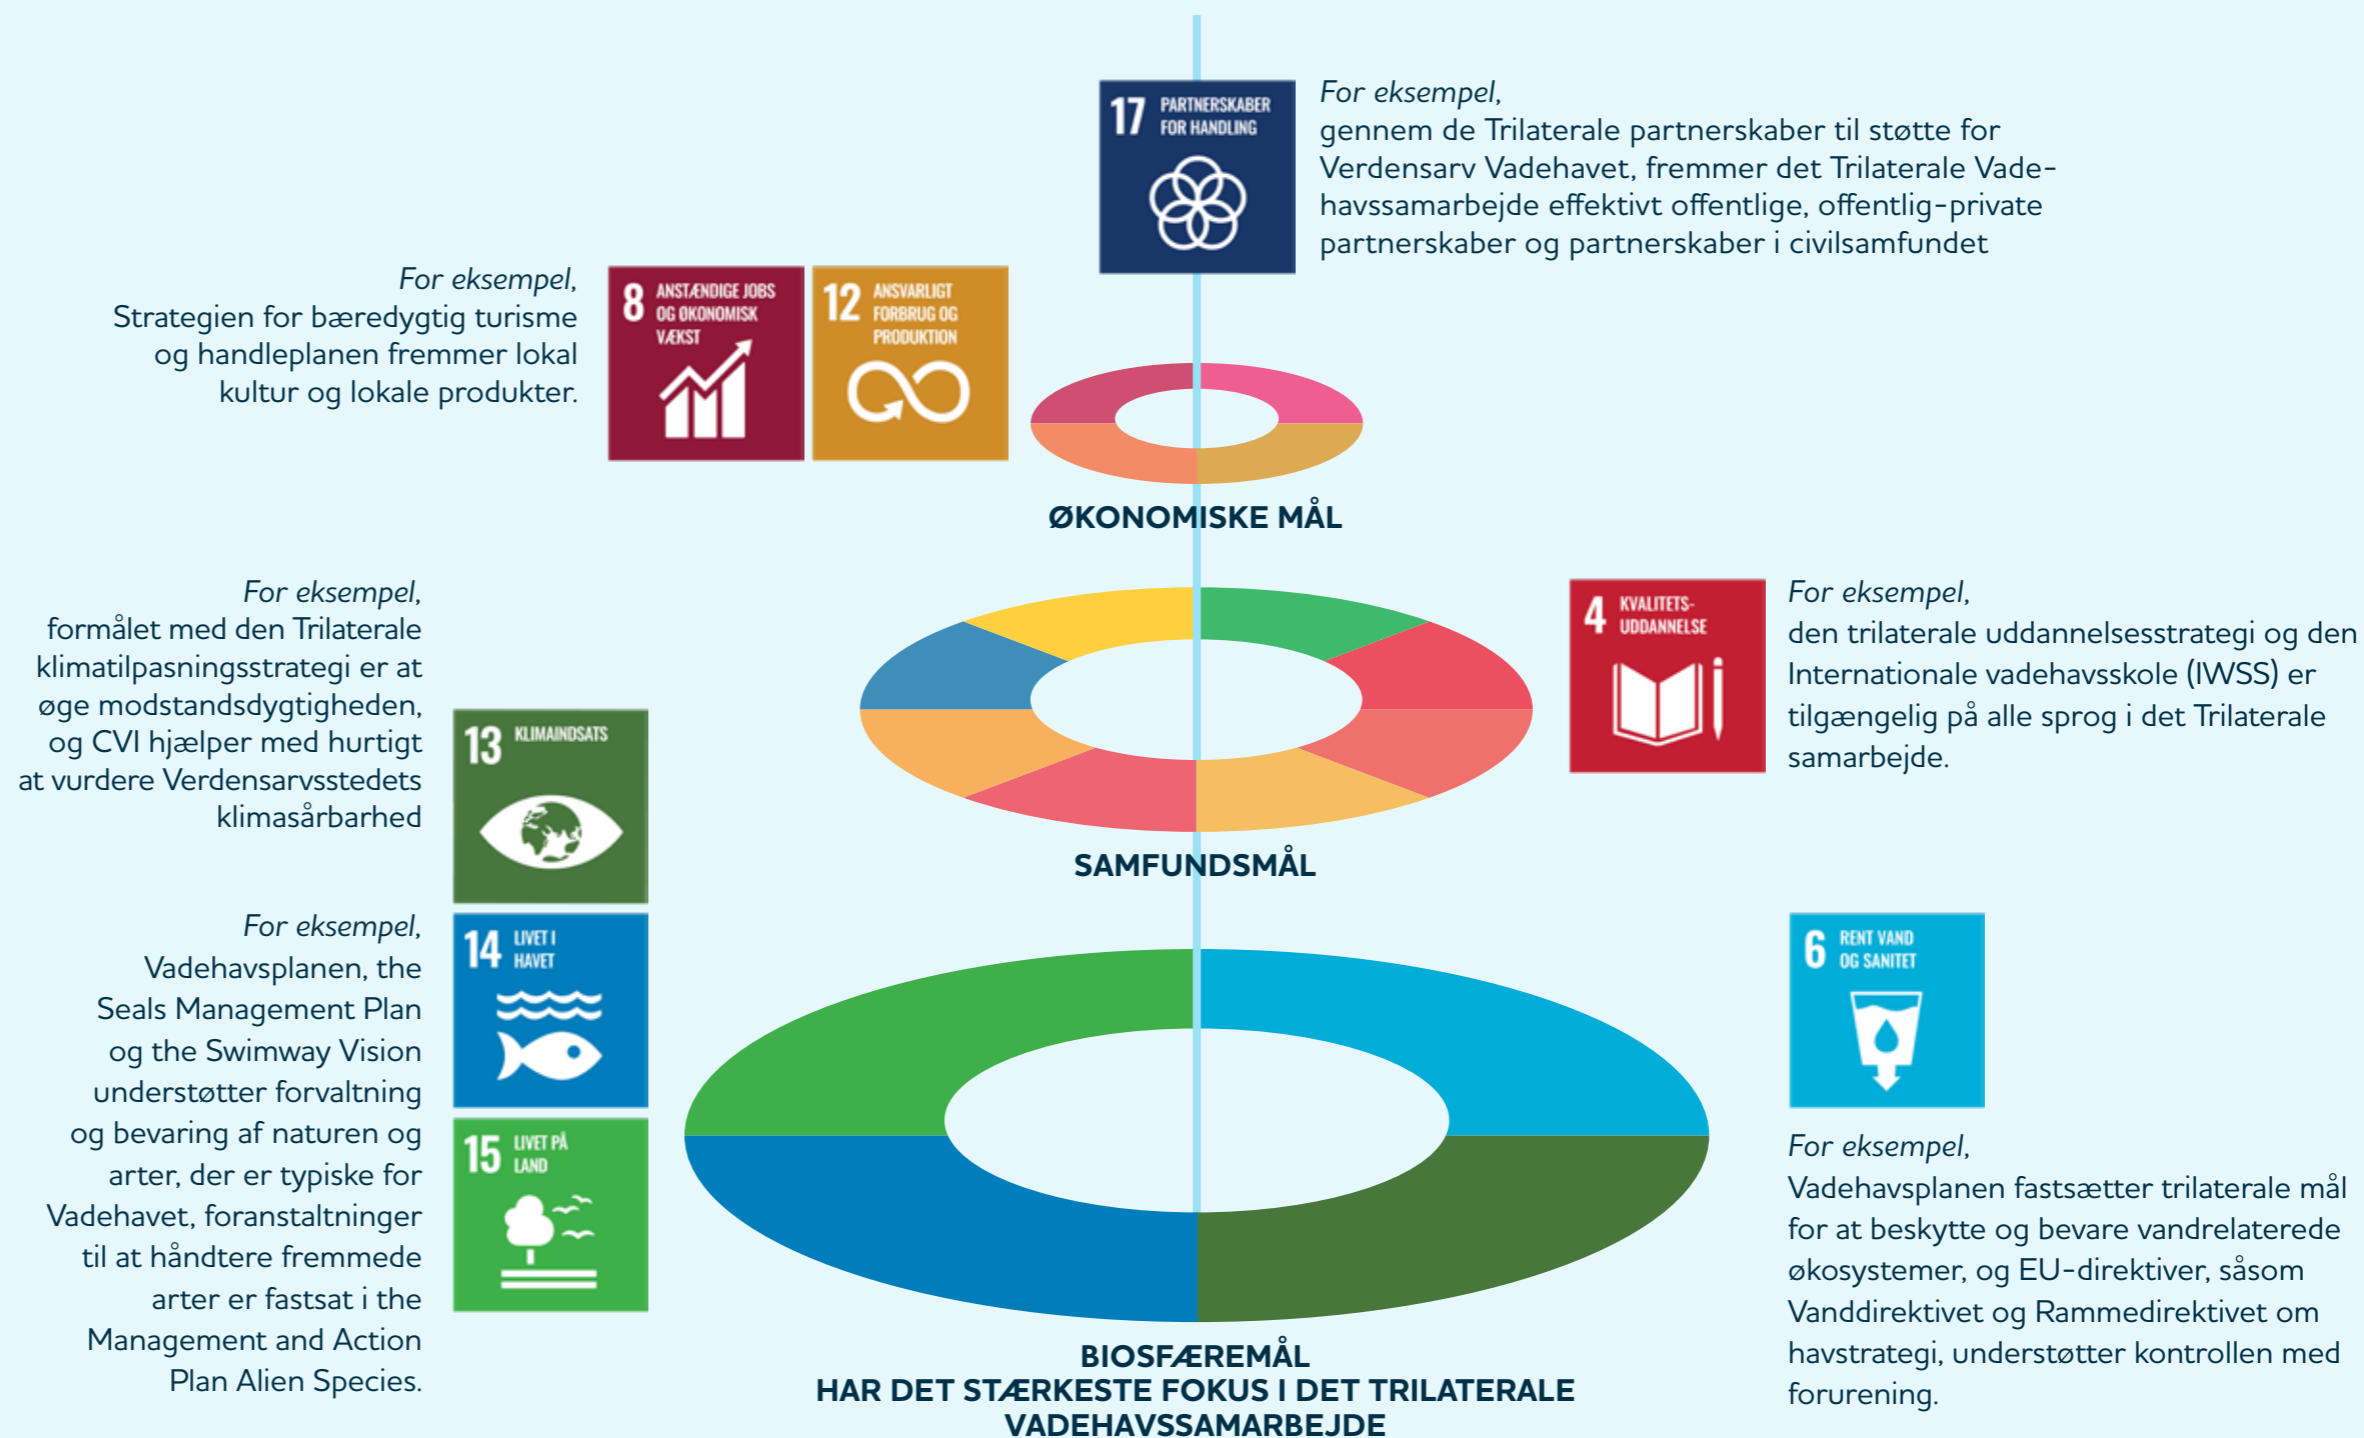 17 PARTNERSKABER
FOR HANDLING
For eksempel,
gennem de Trilaterale partnerskaber til støtte for
Verdensarv Vadehavet, fremmer det Trilaterale Vade-
havssamarbejde effektivt offentlige, offentlig-private
partnerskaber og partnerskaber i civilsamfundet
For eksempel,
Strategien for bæredygtig turisme
og handleplanen fremmer lokal
kultur og lokale produkter.
8 ANSTÆNDIGE JOBS
OG ØKONOMISK
VÆKST
12 ANSVARLIGT
FORBRUG OG
PRODUKTION
ØKONOMISKE MÅL
For eksempel,
formålet med den Trilaterale
klimatilpasningsstrategi er at
øge modstandsdygtigheden,
og CVI hjælper med hurtigt
at vurdere Verdensarvsstedets
klimasårbarhed
13 KLIMAINDSATS
4 KVALITETS-
UDDANNELSE
For eksempel,
den trilaterale uddannelsesstrategi og den
Internationale vadehavsskole (IWSS) er
tilgængelig på alle sprog i det Trilaterale
samarbejde.
SAMFUNDSMÅL
For eksempel,
Vadehavsplanen, the
Seals Management Plan
og the Swimway Vision
understøtter forvaltning
og bevaring af naturen og
arter, der er typiske for
Vadehavet, foranstaltninger
til at håndtere fremmede
arter er fastsat i the
Management and Action
Plan Alien Species.
14 LIVET I
HAVET
15 LIVET PÅ
LAND
6 RENT VAND
OG SANITET
For eksempel,
Vadehavsplanen fastsætter trilaterale mål
for at beskytte og bevare vandrelaterede
økosystemer, og EU-direktiver, såsom
Vanddirektivet og Rammedirektivet om
havstrategi, understøtter kontrollen med
forurening.
BIOSFÆREMÅL
HAR DET STÆRKESTE FOKUS I DET TRILATERALE
VADEHAVSSAMARBEJDE